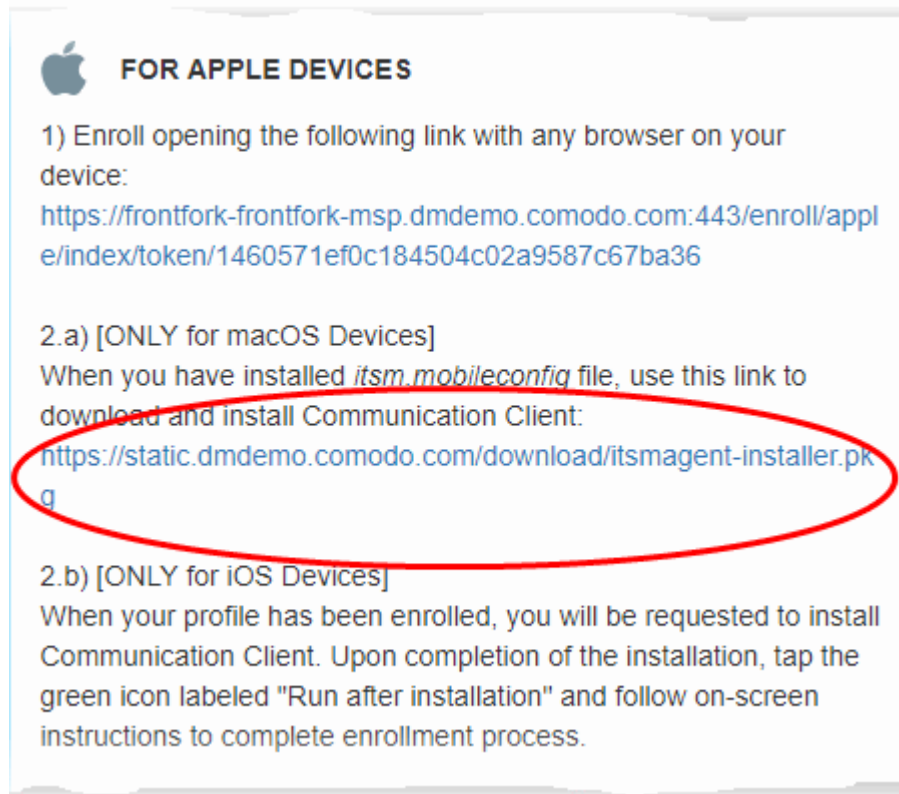 FOR APPLE DEVICES
1) Enroll opening the following link with any browser on your
device:
https://frontfork-frontfork-msp.dmdemo.comodo.com:443/enroll/appl
e/index/token/1460571ef0c184504c02a9587c67ba36
2.a) [ONLY for macOS Devices]
When you have installed itsm.mobileconfig file, use this link to
download and install Communication Client:
https://static.dmdemo.comodo.com/download/itsmagent-installer.pk
g
2.b) [ONLY for iOS Devices]
When your profile has been enrolled, you will be requested to install
Communication Client. Upon completion of the installation, tap the
green icon labeled "Run after installation" and follow on-screen
instructions to complete enrollment process.